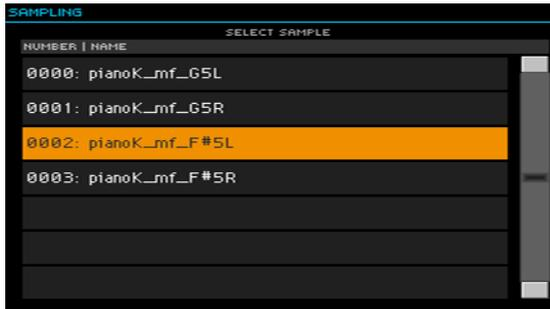 SAMPLING
SELECT SAMPLE
NUMBER | NAME
0000: pianoK_mf_G5L
0001: pianoK_mf_G5R
0002: pianoK_mf_F#5L
0003: pianoK_mf_F#5R